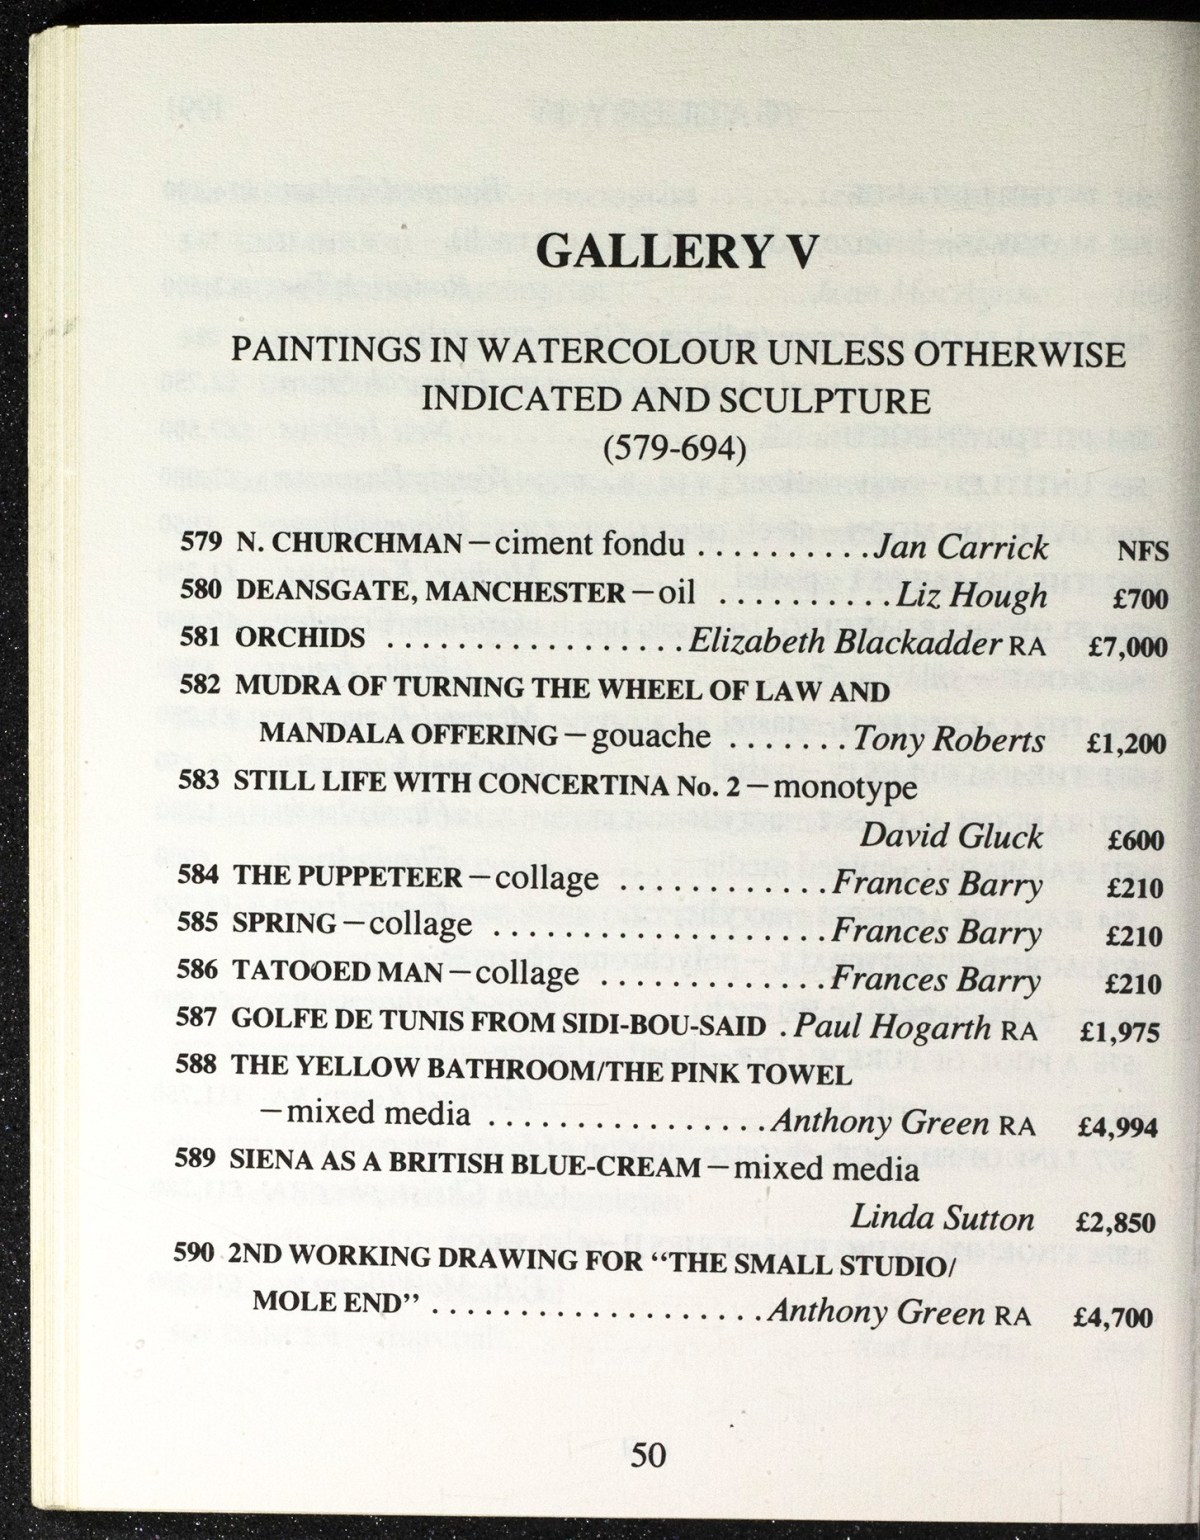 GALLERY V
PAINTINGS IN WATERCOLOUR UNLESS OTHERWISE
INDICATED AND SCULPTURE
(579-694)
579 N. CHURCHMAN — ciment fondu .......... Jan Carrick NFS
580 DEANSGATE, MANCHESTER — oil .......... Liz Hough £700
581 ORCHIDS ................. Elizabeth Blackadder RA £7,000
582 MUDRA OF TURNING THE WHEEL OF LAW AND
MANDALA OFFERING — gouache ....... Tony Roberts £1,200
583 STILL LIFE WITH CONCERTINA No. 2 — monotype
David Gluck £600
584 THE PUPPETEER — collage ............ Frances Barry £210
585 SPRING — collage ................... Frances Barry £210
586 TATOOED MAN — collage ............. Frances Barry £210
587 GOLFE DE TUNIS FROM SIDI-BOU-SAID . Paul Hogarth RA £1,975
588 THE YELLOW BATHROOM/THE PINK TOWEL
— mixed media ................ Anthony Green RA £4,994
589 SIENA AS A BRITISH BLUE-CREAM — mixed media
Linda Sutton £2,850
590 2ND WORKING DRAWING FOR “THE SMALL STUDIO/
MOLE END” ................... Anthony Green RA £4,700
50